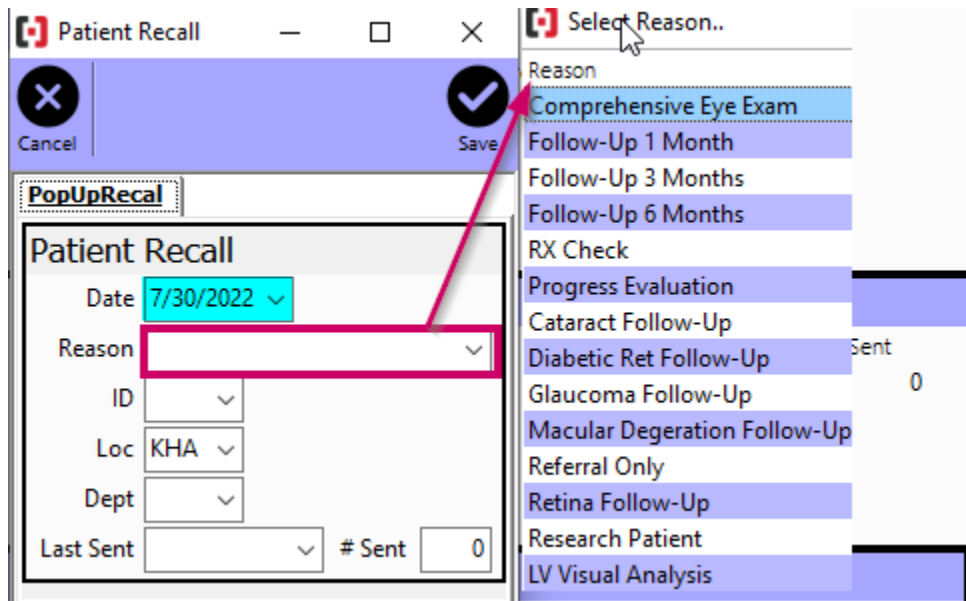 Patient Recall
Cancel
Save
PopUpRecal
Patient Recall
Date 7/30/2022
Reason
ID
Loc KHA
Dept
Last Sent # Sent 0
Select Reason..
Reason
Comprehensive Eye Exam
Follow-Up 1 Month
Follow-Up 3 Months
Follow-Up 6 Months
RX Check
Progress Evaluation
Cataract Follow-Up
Diabetic Ret Follow-Up
Glaucoma Follow-Up
Macular Degeration Follow-Up
Referral Only
Retina Follow-Up
Research Patient
LV Visual Analysis
Sent
0